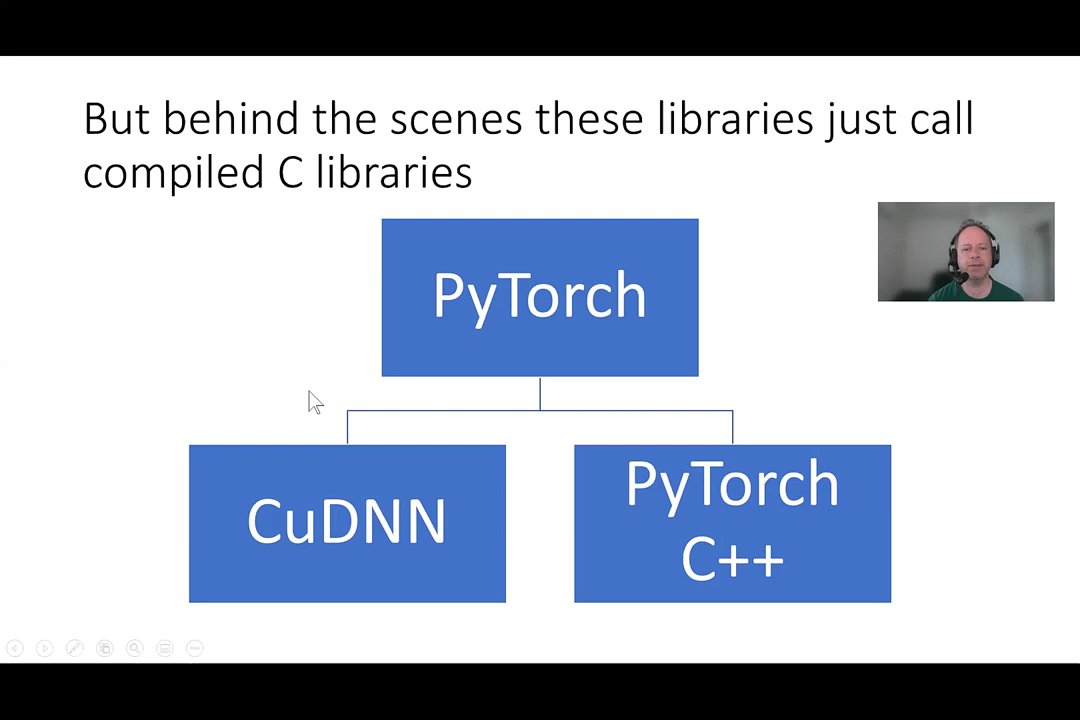 But behind the scenes these libraries just call
compiled C libraries
PyTorch
CuDNN
PyTorch
C++